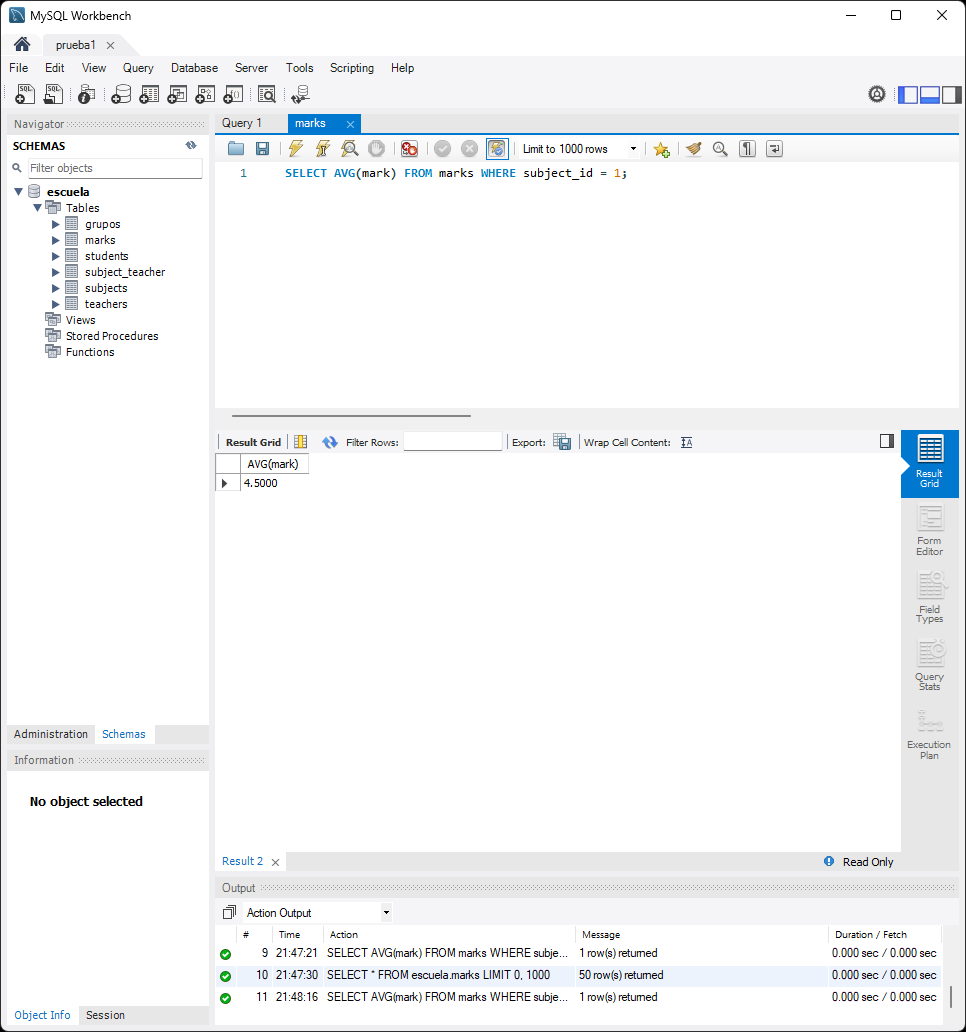 MySQL Workbench
prueba1
File Edit View Query Database Server Tools Scripting Help
Navigator
SCHEMAS
Filter objects
escuela
Tables
grupos
marks
students
subject_teacher
subjects
teachers
Views
Stored Procedures
Functions
Administration Schemas
Information
No object selected
Object Info Session
Query 1 marks
Limit to 1000 rows
1 SELECT AVG(mark) FROM marks WHERE subject_id = 1;
Result Grid Filter Rows: Export: Wrap Cell Content:
AVG(mark)
4.5000
Result Grid
Form Editor
Field Types
Query Stats
Execution Plan
Result 2 Read Only
Output
Action Output
# Time Action Message Duration / Fetch
9 21:47:21 SELECT AVG(mark) FROM marks WHERE subje... 1 row(s) returned 0.000 sec / 0.000 sec
10 21:47:30 SELECT * FROM escuela.marks LIMIT 0, 1000 50 row(s) returned 0.000 sec / 0.000 sec
11 21:48:16 SELECT AVG(mark) FROM marks WHERE subje... 1 row(s) returned 0.000 sec / 0.000 sec